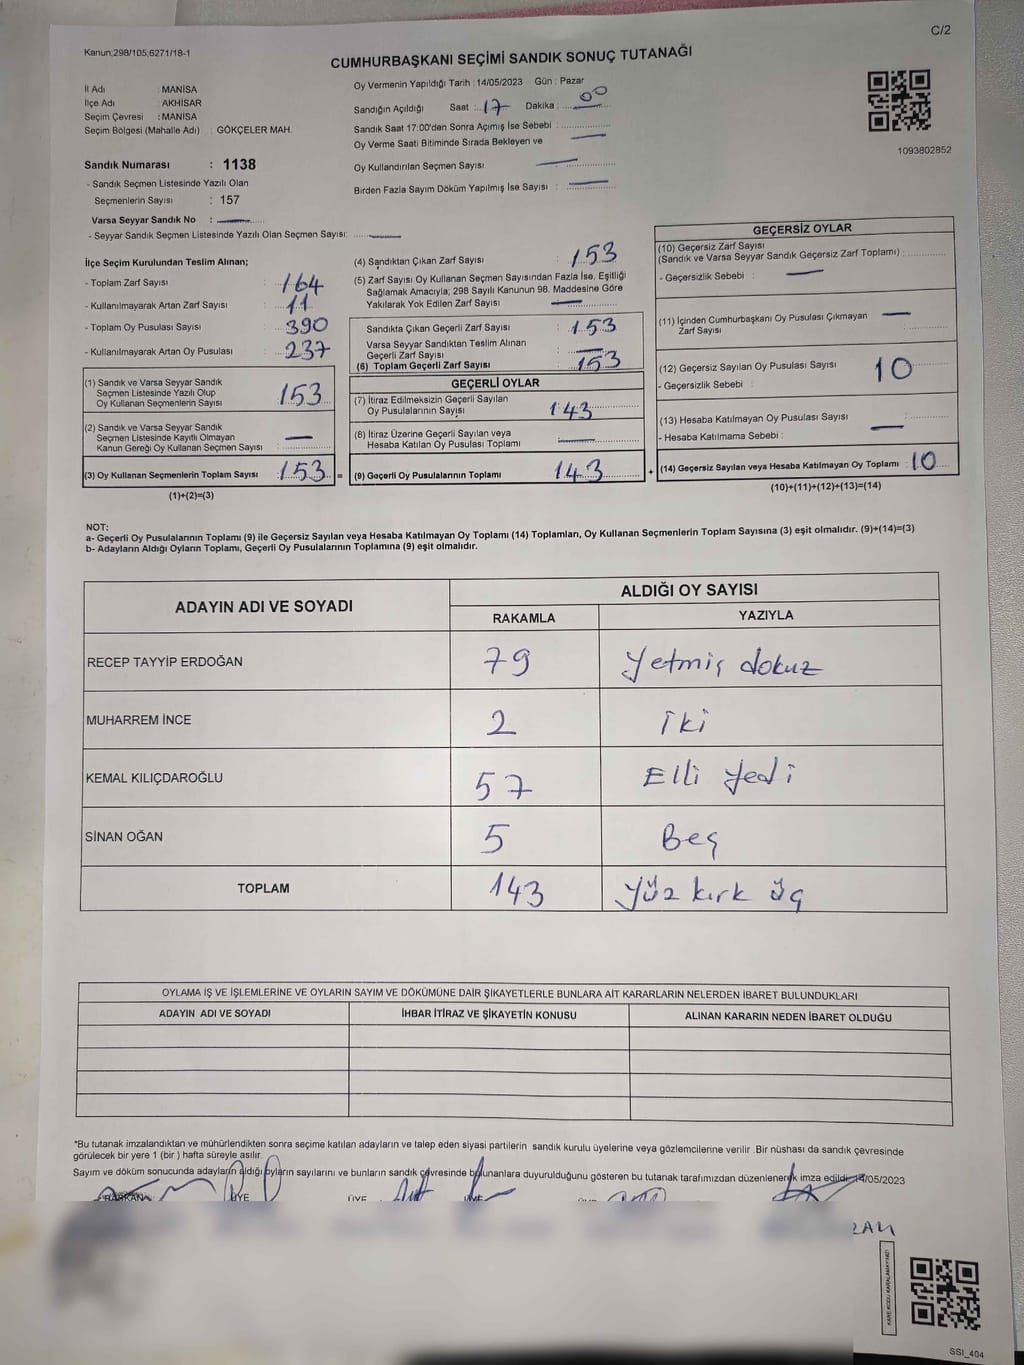 C/2
Kanun;298/105;6271/18-1
CUMHURBAŞKANI SEÇİMİ SANDIK SONUÇ TUTANAĞI
İl Adı : MANİSA
İlçe Adı : AKHİSAR
Seçim Çevresi : MANİSA
Seçim Bölgesi (Mahalle Adı) : GÖKÇELER MAH.
Sandık Numarası : 1138
- Sandık Seçmen Listesinde Yazılı Olan
Seçmenlerin Sayısı : 157
Varsa Seyyar Sandık No :
- Seyyar Sandık Seçmen Listesinde Yazılı Olan Seçmen Sayısı:
Oy Vermenin Yapıldığı Tarih : 14/05/2023 Gün : Pazar
Sandığın Açıldığı Saat : 17 Dakika : 00
Sandık Saat 17:00'den Sonra Açımış İse Sebebi :
Oy Verme Saati Bitiminde Sırada Bekleyen ve
Oy Kullandırılan Seçmen Sayısı
Birden Fazla Sayım Döküm Yapılmış İse Sayısı :
1093802852
İlçe Seçim Kurulundan Teslim Alınan;
- Toplam Zarf Sayısı : 164
- Kullanılmayarak Artan Zarf Sayısı : 11
- Toplam Oy Pusulası Sayısı : 390
- Kullanılmayarak Artan Oy Pusulası : 237
(1) Sandık ve Varsa Seyyar Sandık
Seçmen Listesinde Yazılı Olup
Oy Kullanan Seçmenlerin Sayısı : 153
(2) Sandık ve Varsa Seyyar Sandık
Seçmen Listesinde Kayıtlı Olmayan
Kanun Gereği Oy Kullanan Seçmen Sayısı :
(3) Oy Kullanan Seçmenlerin Toplam Sayısı : 153
(1)+(2)=(3)
(4) Sandıktan Çıkan Zarf Sayısı : 153
(5) Zarf Sayısı Oy Kullanan Seçmen Sayısından Fazla İse, Eşitliği
Sağlamak Amacıyla; 298 Sayılı Kanunun 98. Maddesine Göre
Yakılarak Yok Edilen Zarf Sayısı :
Sandıkta Çıkan Geçerli Zarf Sayısı : 153
Varsa Seyyar Sandıktan Teslim Alınan
Geçerli Zarf Sayısı :
(6) Toplam Geçerli Zarf Sayısı : 153
GEÇERLİ OYLAR
(7) İtiraz Edilmeksizin Geçerli Sayılan
Oy Pusulalarının Sayışı : 143
(8) İtiraz Üzerine Geçerli Sayılan veya
Hesaba Katılan Oy Pusulası Toplamı :
= (9) Geçerli Oy Pusulalarının Toplamı : 143
GEÇERSİZ OYLAR
(10) Geçersiz Zarf Sayısı
(Sandık ve Varsa Seyyar Sandık Geçersiz Zarf Toplamı) :
- Geçersizlik Sebebi :
(11) İçinden Cumhurbaşkanı Oy Pusulası Çıkmayan
Zarf Sayısı :
(12) Geçersiz Sayılan Oy Pusulası Sayısı : 10
- Geçersizlik Sebebi :
(13) Hesaba Katılmayan Oy Pusulası Sayısı :
- Hesaba Katılmama Sebebi :
+ (14) Geçersiz Sayılan veya Hesaba Katılmayan Oy Toplamı : 10
(10)+(11)+(12)+(13)=(14)
NOT:
a- Geçerli Oy Pusulalarının Toplamı (9) ile Geçersiz Sayılan veya Hesaba Katılmayan Oy Toplamı (14) Toplamları, Oy Kullanan Seçmenlerin Toplam Sayısına (3) eşit olmalıdır. (9)+(14)=(3)
b- Adayların Aldığı Oyların Toplamı, Geçerli Oy Pusulalarının Toplamına (9) eşit olmalıdır.
ADAYIN ADI VE SOYADI
ALDIĞI OY SAYISI
RAKAMLA YAZIYLA
RECEP TAYYİP ERDOĞAN 79 Yetmiş dokuz
MUHARREM İNCE 2 İki
KEMAL KILIÇDAROĞLU 57 Elli Yedi
SİNAN OĞAN 5 Beş
TOPLAM 143 Yüz kırk üç
OYLAMA İŞ VE İŞLEMLERİNE VE OYLARIN SAYIM VE DÖKÜMÜNE DAİR ŞİKAYETLERLE BUNLARA AİT KARARLARIN NELERDEN İBARET BULUNDUKLARI
ADAYIN ADI VE SOYADI İHBAR İTİRAZ VE ŞİKAYETİN KONUSU ALINAN KARARIN NEDEN İBARET OLDUĞU
*Bu tutanak imzalandıktan ve mühürlendikten sonra seçime katılan adayların ve talep eden siyasi partilerin sandık kurulu üyelerine veya gözlemcilerine verilir .Bir nüshası da sandık çevresinde
görülecek bir yere 1 (bir ) hafta süreyle asılır.
Sayım ve döküm sonucunda adayların aldığı oyların sayılarını ve bunların sandık çevresinde bulunanlara duyurulduğunu gösteren bu tutanak tarafımızdan düzenlenerek imza edildi. 14/05/2023
BAŞKAN ÜYE ÜYE ÜYE
SSI_404